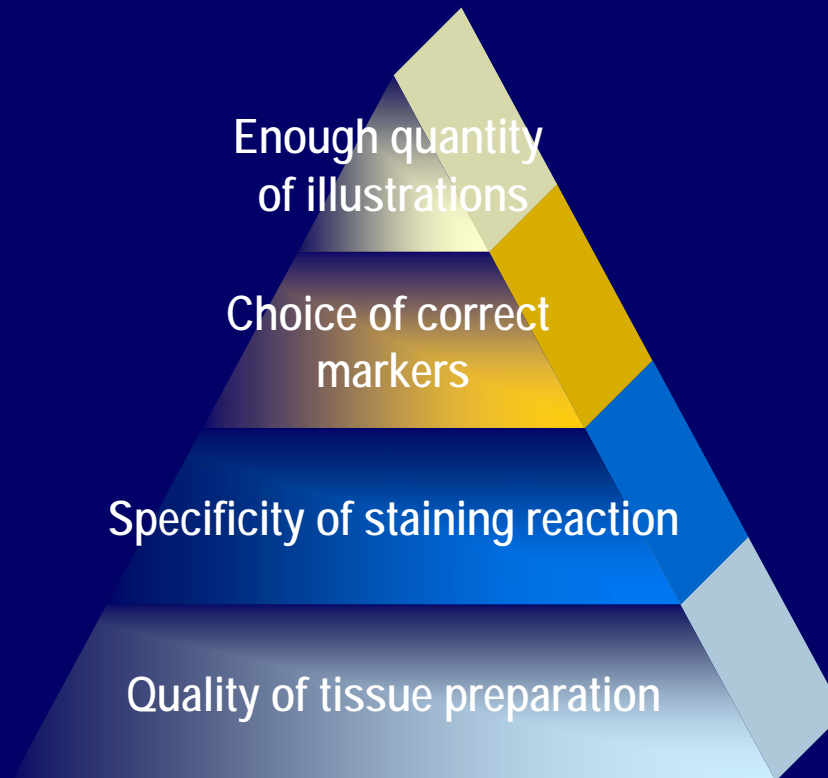 Enough quantity
of illustrations
Choice of correct
markers
Specificity of staining reaction
Quality of tissue preparation